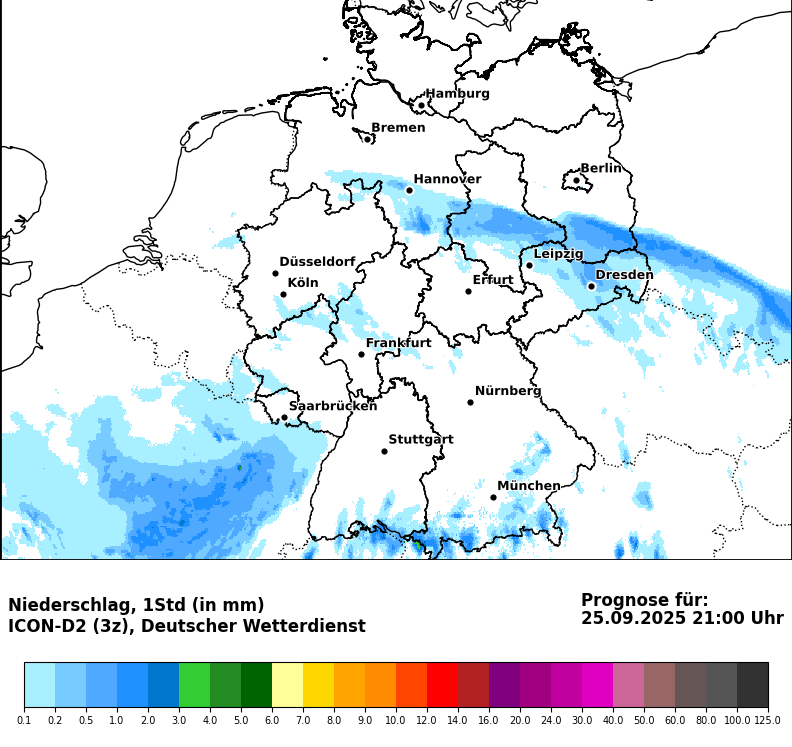 Hamburg
Bremen
Berlin
Hannover
Leipzig
Düsseldorf
Dresden
Köln
Erfurt
Frankfurt
Nürnberg
Saarbrücken
Stuttgart
München
Niederschlag, 1Std (in mm)
ICON-D2 (3z), Deutscher Wetterdienst
Prognose für:
25.09.2025 21:00 Uhr
0.1 0.2 0.5 1.0 2.0 3.0 4.0 5.0 6.0 7.0 8.0 9.0 10.0 12.0 14.0 16.0 20.0 24.0 30.0 40.0 50.0 60.0 80.0 100.0 125.0